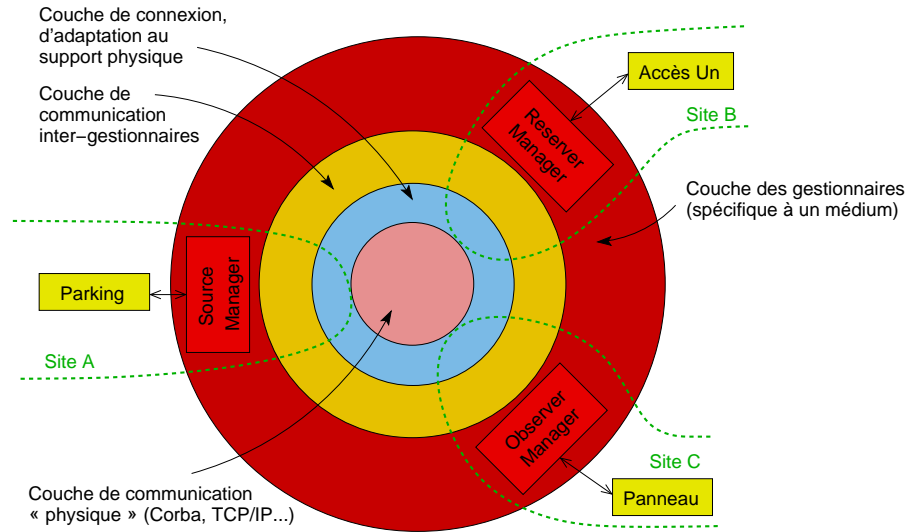 Couche de connexion,
d'adaptation au
support physique
Couche de
communication
inter−gestionnaires
Accès Un
Site B
Reserver
Manager
Couche des gestionnaires
(spécifique à un médium)
Parking
Source
Manager
Site A
Observer
Manager
Site C
Panneau
Couche de communication
« physique » (Corba, TCP/IP...)